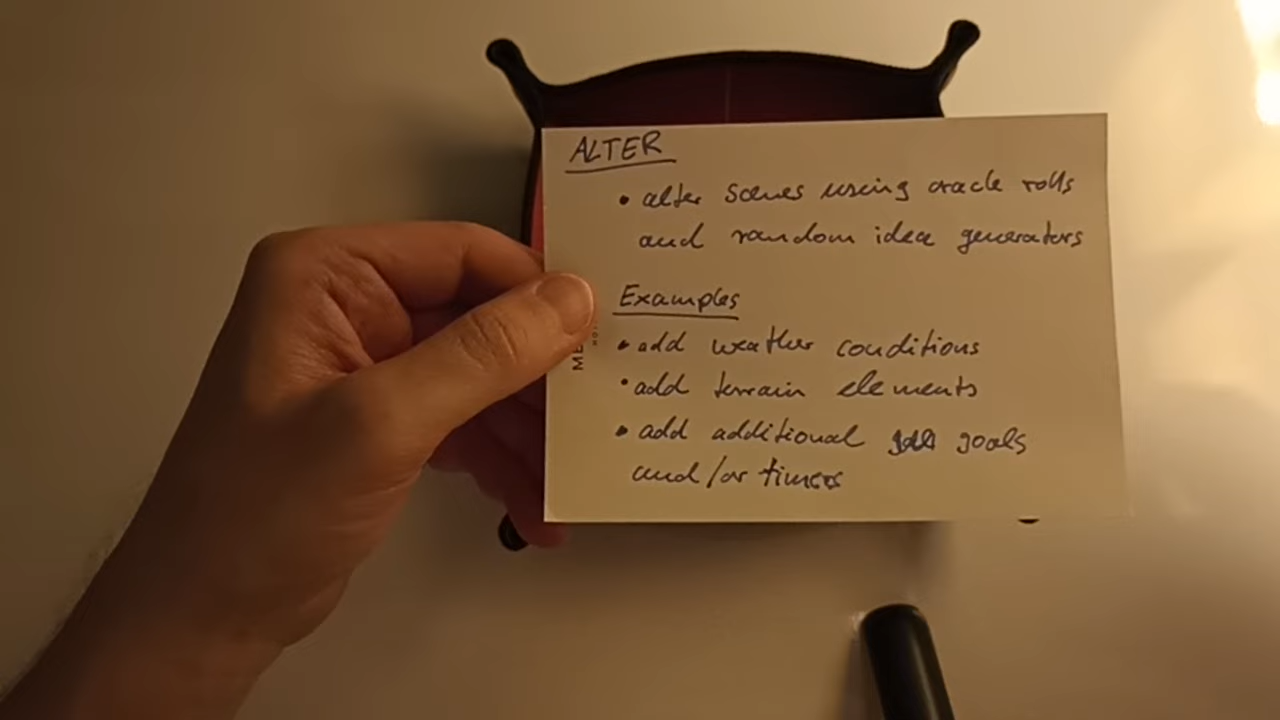 ALTER
• alter scenes using oracle rolls
and random idea generators
Examples
• add weather conditions
• add terrain elements
• add additional goals
and/or timers